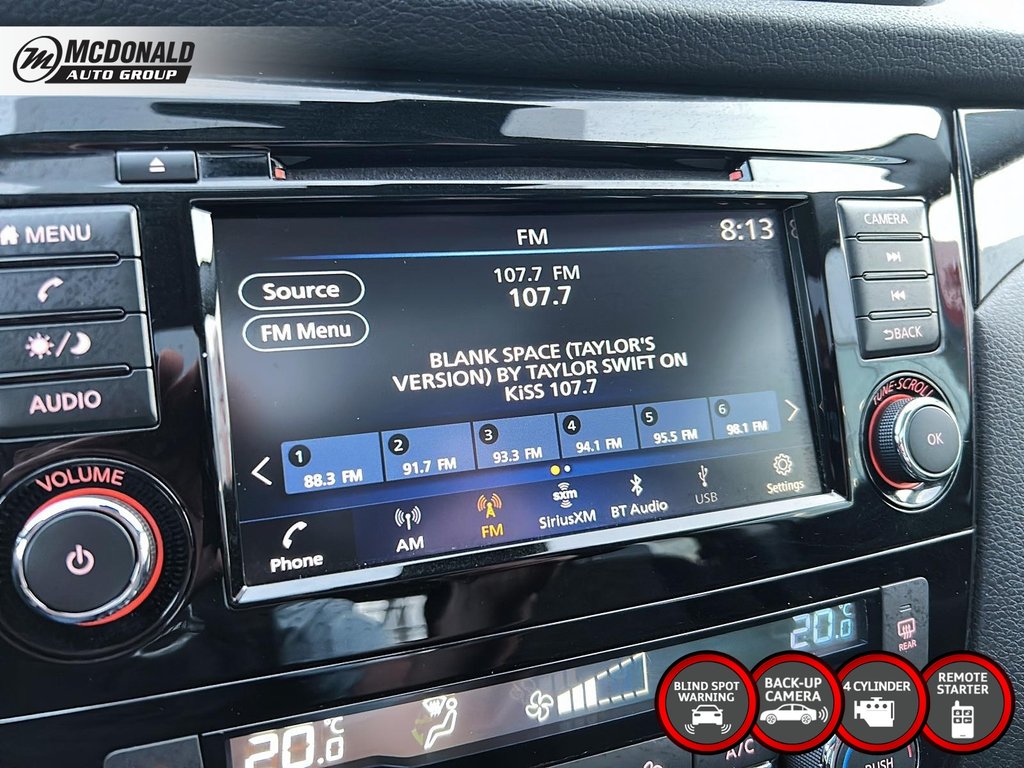 McDONALD
AUTO GROUP
MENU
AUDIO
VOLUME
FM
8:13
107.7 FM
107.7
Source
FM Menu
BLANK SPACE (TAYLOR'S
VERSION) BY TAYLOR SWIFT ON
KiSS 107.7
1
88.3 FM
2
91.7 FM
3
93.3 FM
4
94.1 FM
5
95.5 FM
6
98.1 FM
Phone
AM
FM
sxm
SiriusXM
BT Audio
USB
Settings
CAMERA
BACK
TUNE·SCROLL
OK
20.0°C
20.0°C
REAR
A/C
PUSH
BLIND SPOT
WARNING
BACK-UP
CAMERA
4 CYLINDER
REMOTE
STARTER